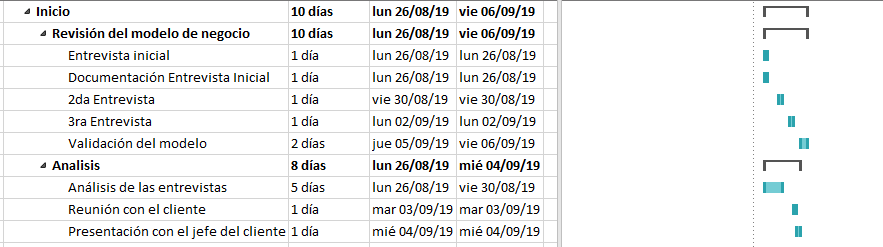 Inicio 10 días lun 26/08/19 vie 06/09/19
Revisión del modelo de negocio 10 días lun 26/08/19 vie 06/09/19
Entrevista inicial 1 día lun 26/08/19 lun 26/08/19
Documentación Entrevista Inicial 1 día lun 26/08/19 lun 26/08/19
2da Entrevista 1 día vie 30/08/19 vie 30/08/19
3ra Entrevista 1 día lun 02/09/19 lun 02/09/19
Validación del modelo 2 días jue 05/09/19 vie 06/09/19
Analisis 8 días lun 26/08/19 mié 04/09/19
Análisis de las entrevistas 5 días lun 26/08/19 vie 30/08/19
Reunión con el cliente 1 día mar 03/09/19 mar 03/09/19
Presentación con el jefe del cliente 1 día mié 04/09/19 mié 04/09/19